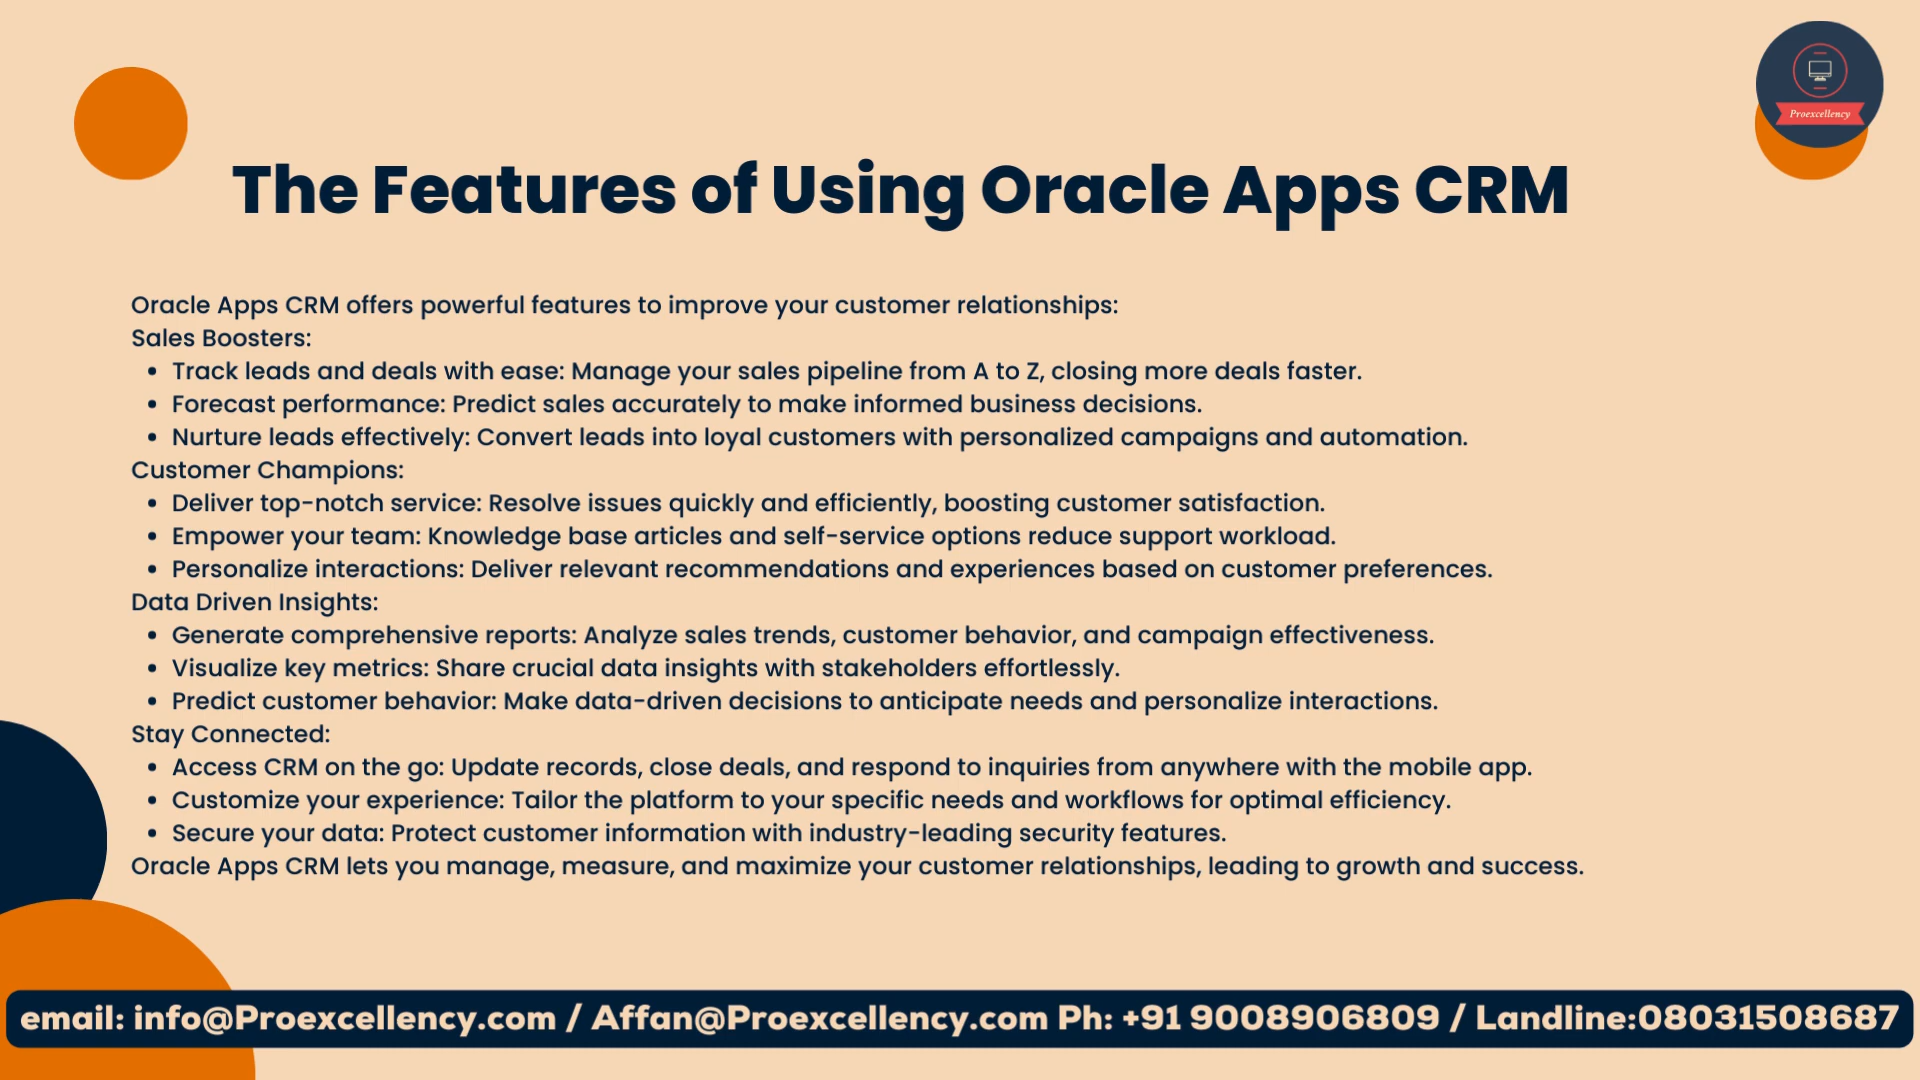 Proexcellency
The Features of Using Oracle Apps CRM
Oracle Apps CRM offers powerful features to improve your customer relationships:
Sales Boosters:
• Track leads and deals with ease: Manage your sales pipeline from A to Z, closing more deals faster.
• Forecast performance: Predict sales accurately to make informed business decisions.
• Nurture leads effectively: Convert leads into loyal customers with personalized campaigns and automation.
Customer Champions:
• Deliver top-notch service: Resolve issues quickly and efficiently, boosting customer satisfaction.
• Empower your team: Knowledge base articles and self-service options reduce support workload.
• Personalize interactions: Deliver relevant recommendations and experiences based on customer preferences.
Data Driven Insights:
• Generate comprehensive reports: Analyze sales trends, customer behavior, and campaign effectiveness.
• Visualize key metrics: Share crucial data insights with stakeholders effortlessly.
• Predict customer behavior: Make data-driven decisions to anticipate needs and personalize interactions.
Stay Connected:
• Access CRM on the go: Update records, close deals, and respond to inquiries from anywhere with the mobile app.
• Customize your experience: Tailor the platform to your specific needs and workflows for optimal efficiency.
• Secure your data: Protect customer information with industry-leading security features.
Oracle Apps CRM lets you manage, measure, and maximize your customer relationships, leading to growth and success.
email: info@Proexcellency.com / Affan@Proexcellency.com Ph: +91 9008906809 / Landline:08031508687